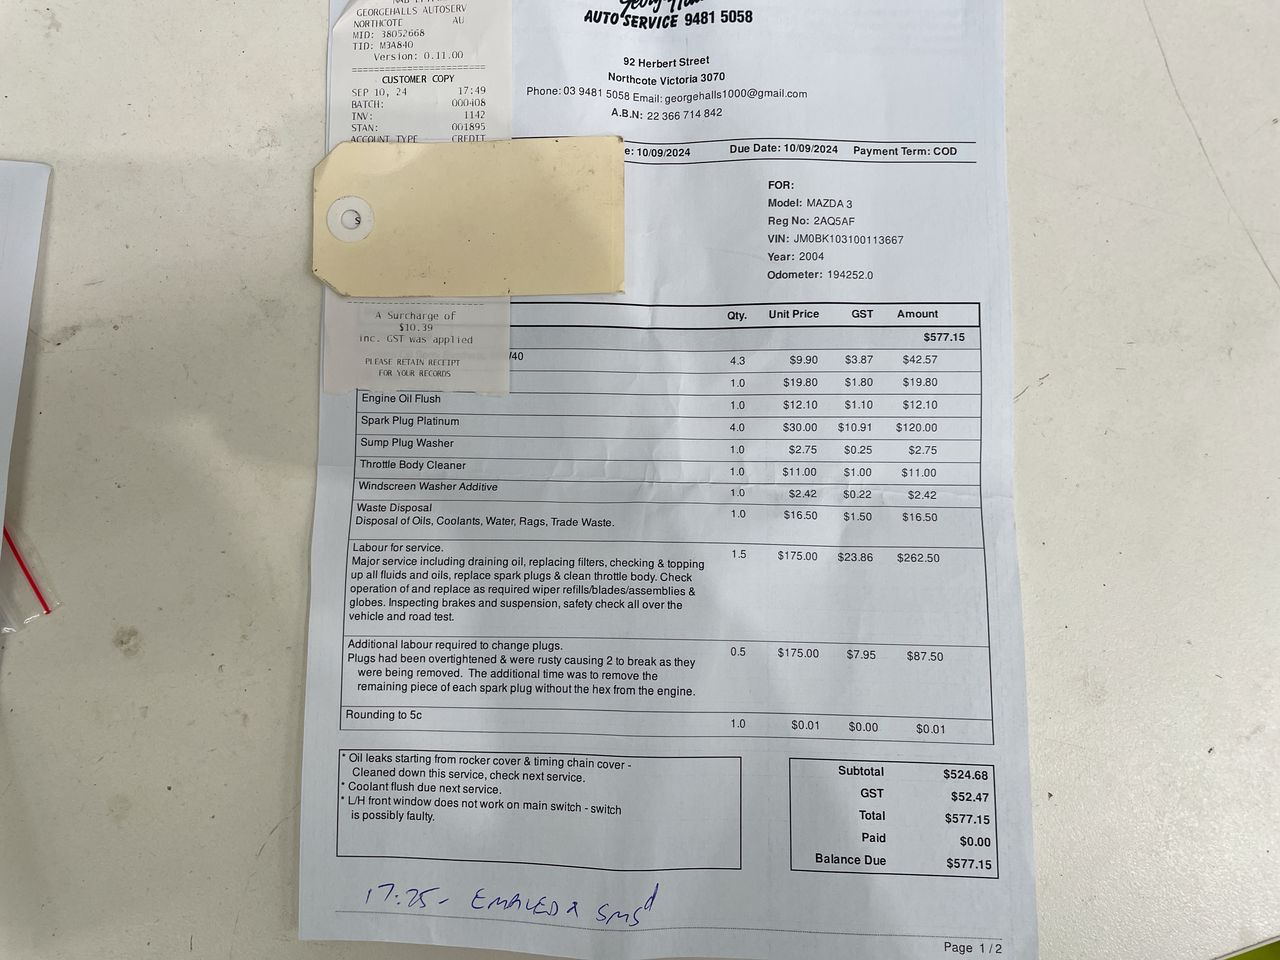 GEORGEHALLS AUTOSERV
NORTHCOTE AU
MID: 38052668
TID: M3A840
Version: 0.11.00
CUSTOMER COPY
SEP 10, 24 17:49
BATCH: 000408
INV: 1142
STAN: 001895
ACCOUNT TYPE CREDIT
S
A Surcharge of
$10.39
inc. GST was applied
PLEASE RETAIN RECEIPT
FOR YOUR RECORDS
AUTO SERVICE 9481 5058
92 Herbert Street
Northcote Victoria 3070
Phone: 03 9481 5058 Email: georgehalls1000@gmail.com
A.B.N: 22 366 714 842
e: 10/09/2024 Due Date: 10/09/2024 Payment Term: COD
FOR:
Model: MAZDA 3
Reg No: 2AQ5AF
VIN: JM0BK103100113667
Year: 2004
Odometer: 194252.0
Qty. Unit Price GST Amount
$577.15
/40 4.3 $9.90 $3.87 $42.57
1.0 $19.80 $1.80 $19.80
Engine Oil Flush 1.0 $12.10 $1.10 $12.10
Spark Plug Platinum 4.0 $30.00 $10.91 $120.00
Sump Plug Washer 1.0 $2.75 $0.25 $2.75
Throttle Body Cleaner 1.0 $11.00 $1.00 $11.00
Windscreen Washer Additive 1.0 $2.42 $0.22 $2.42
Waste Disposal 1.0 $16.50 $1.50 $16.50
Disposal of Oils, Coolants, Water, Rags, Trade Waste.
Labour for service. 1.5 $175.00 $23.86 $262.50
Major service including draining oil, replacing filters, checking & topping
up all fluids and oils, replace spark plugs & clean throttle body. Check
operation of and replace as required wiper refills/blades/assemblies &
globes. Inspecting brakes and suspension, safety check all over the
vehicle and road test.
Additional labour required to change plugs. 0.5 $175.00 $7.95 $87.50
Plugs had been overtightened & were rusty causing 2 to break as they
were being removed. The additional time was to remove the
remaining piece of each spark plug without the hex from the engine.
Rounding to 5c 1.0 $0.01 $0.00 $0.01
* Oil leaks starting from rocker cover & timing chain cover -
Cleaned down this service, check next service.
* Coolant flush due next service.
* L/H front window does not work on main switch - switch
is possibly faulty.
Subtotal $524.68
GST $52.47
Total $577.15
Paid $0.00
Balance Due $577.15
17:25 - EMAILED & SMSd
Page 1 / 2